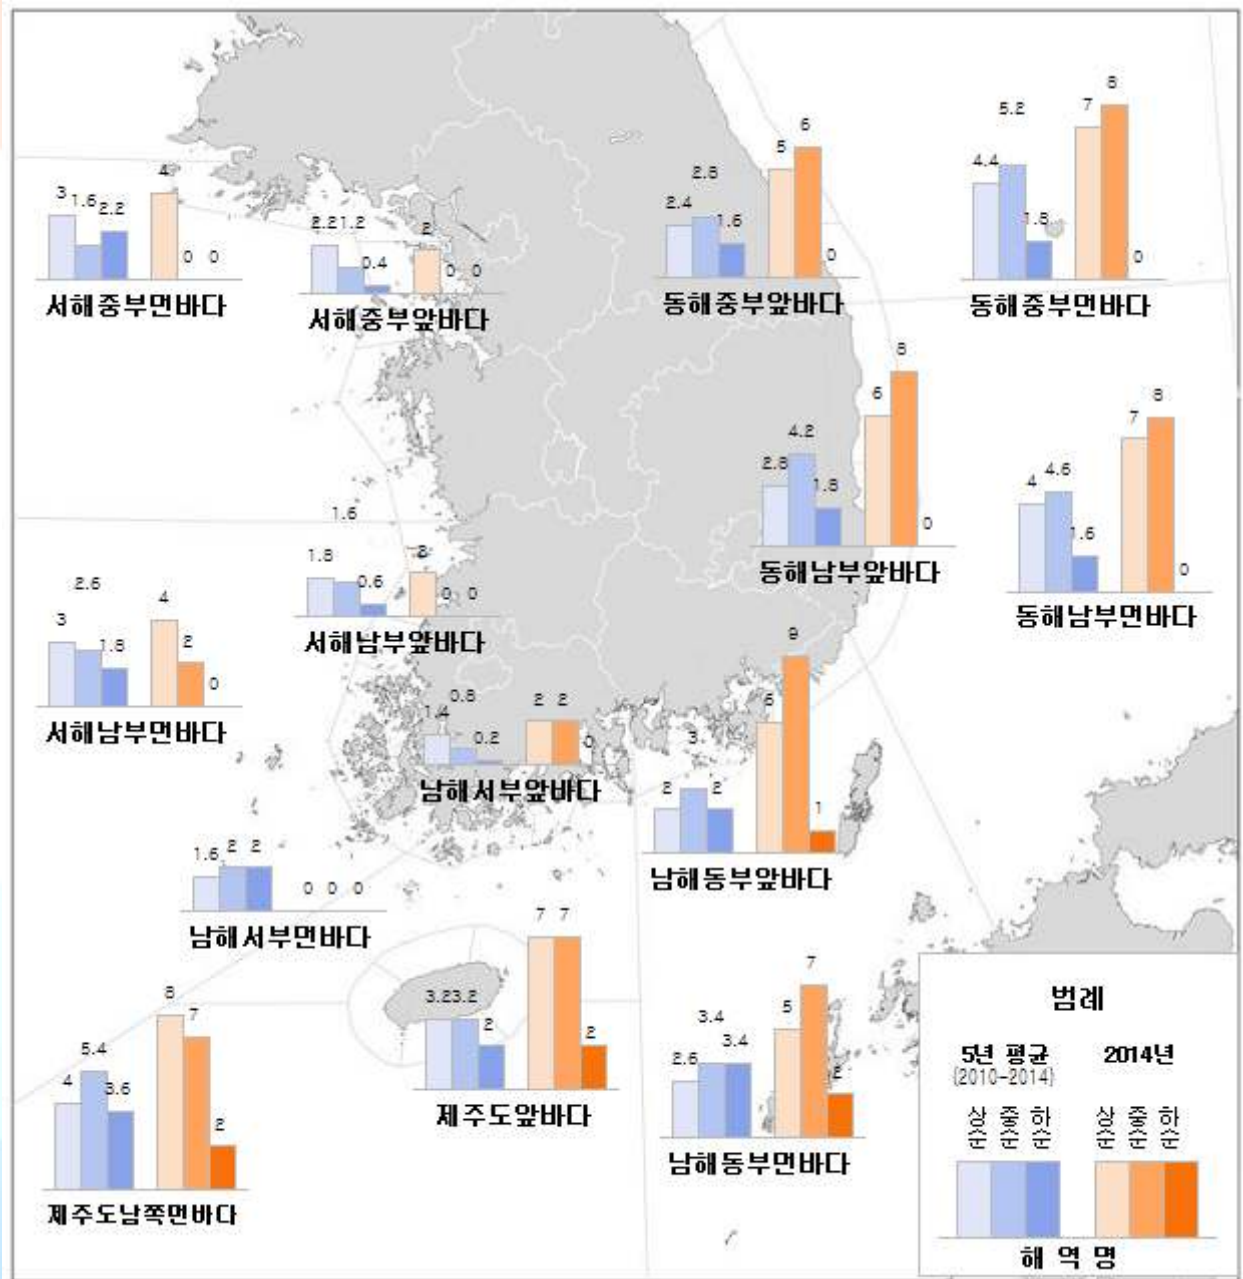 3 1.6 2.2 4 0 0
서해중부먼바다
2.2 1.2 0.4 2 0 0
서해중부앞바다
2.4 2.8 1.6 5 6 0
동해중부앞바다
4.4 5.2 1.8 7 8 0
동해중부먼바다
2.8 4.2 1.8 6 8 0
동해남부앞바다
4 4.6 1.6 7 8 0
동해남부먼바다
1.8 1.6 0.6 2 0 0
서해남부앞바다
3 2.6 1.8 4 2 0
서해남부먼바다
1.4 0.8 0.2 2 2 0
남해서부앞바다
2 3 2 6 9 1
남해동부앞바다
1.6 2 2 0 0 0
남해서부먼바다
3.2 3.2 2 7 7 2
제주도앞바다
2.6 3.4 3.4 5 7 2
남해동부먼바다
4 5.4 3.6 8 7 2
제주도남쪽먼바다
범례
5년 평균 2014년
(2010-2014)
상순 중순 하순 상순 중순 하순
해 역 명